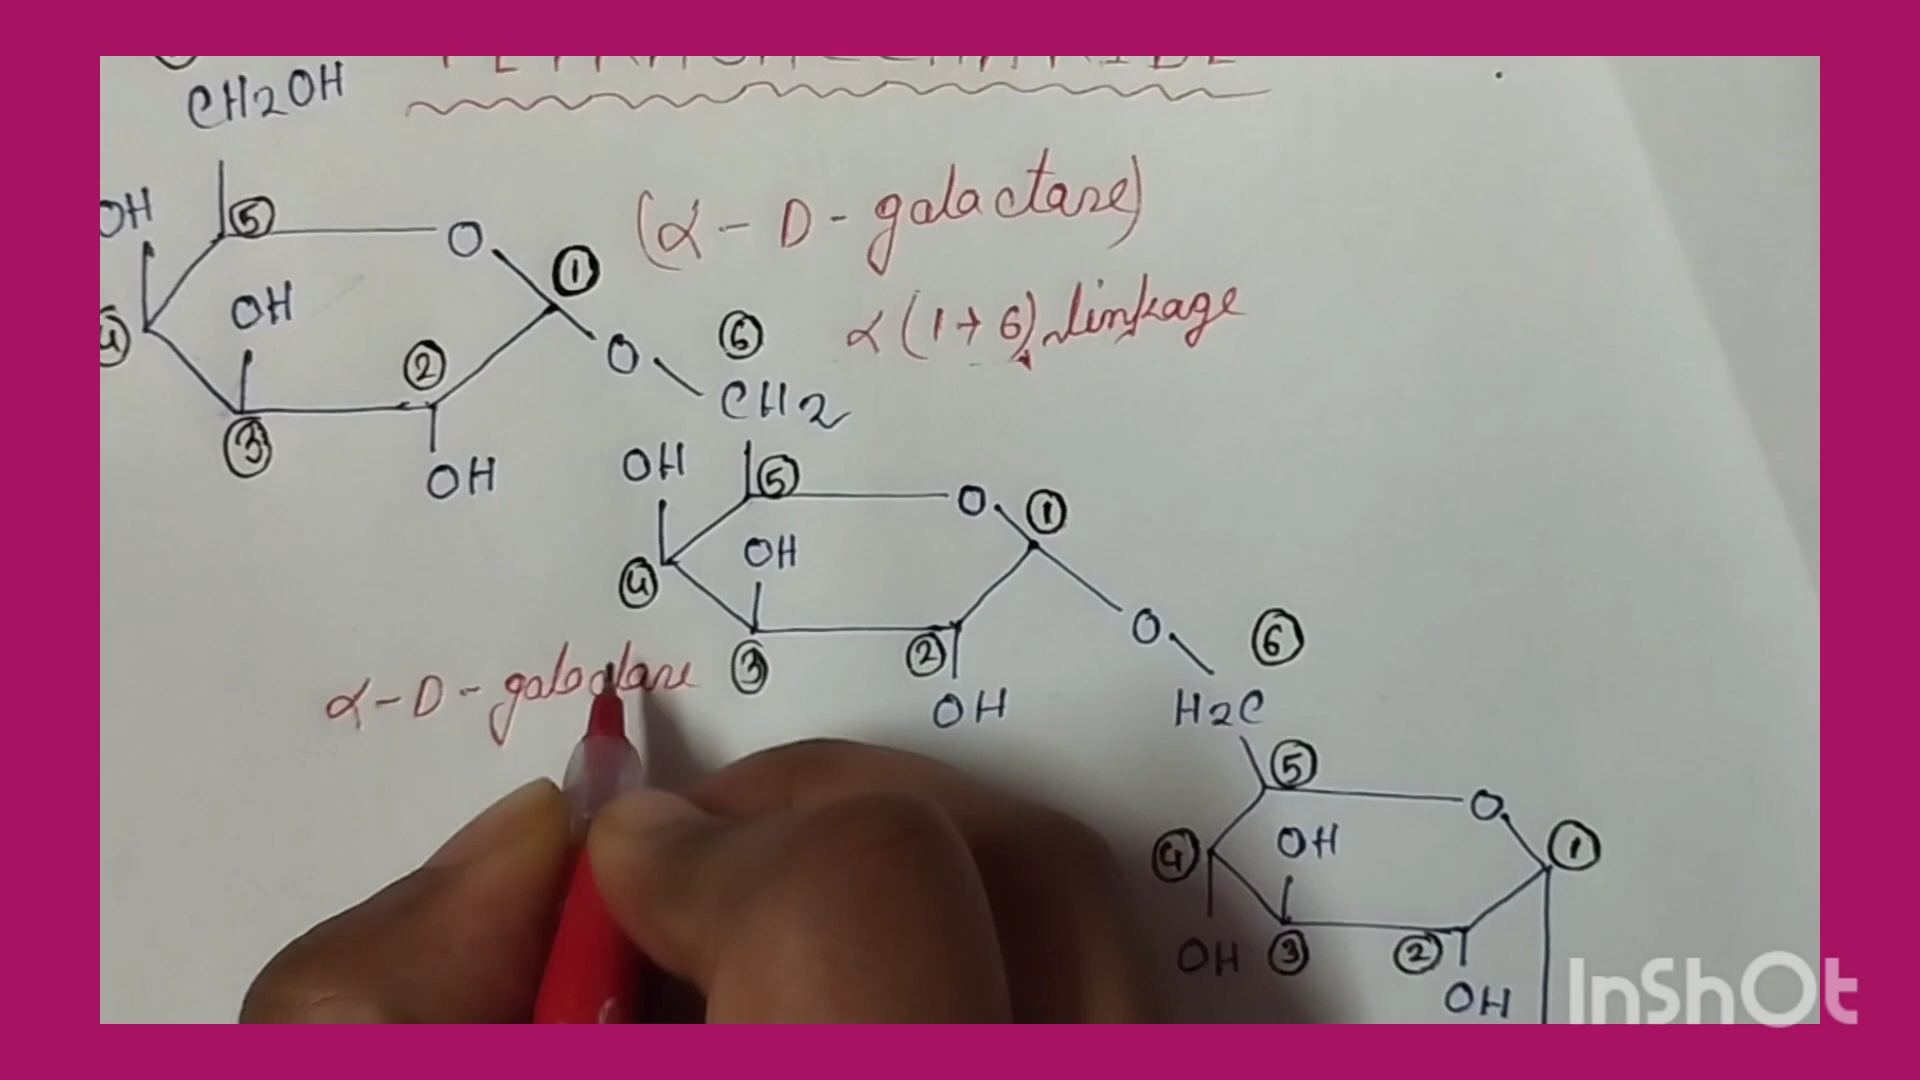 CH2OH
(α - D - galactose)
OH
5
O
1
OH
α (1→6) linkage
4
2
O
6
CH2
3
OH
OH
5
O
1
OH
4
O
6
α - D - galactose
3
2
OH
H2C
5
O
OH
1
4
OH
3
2
OH
InShOt